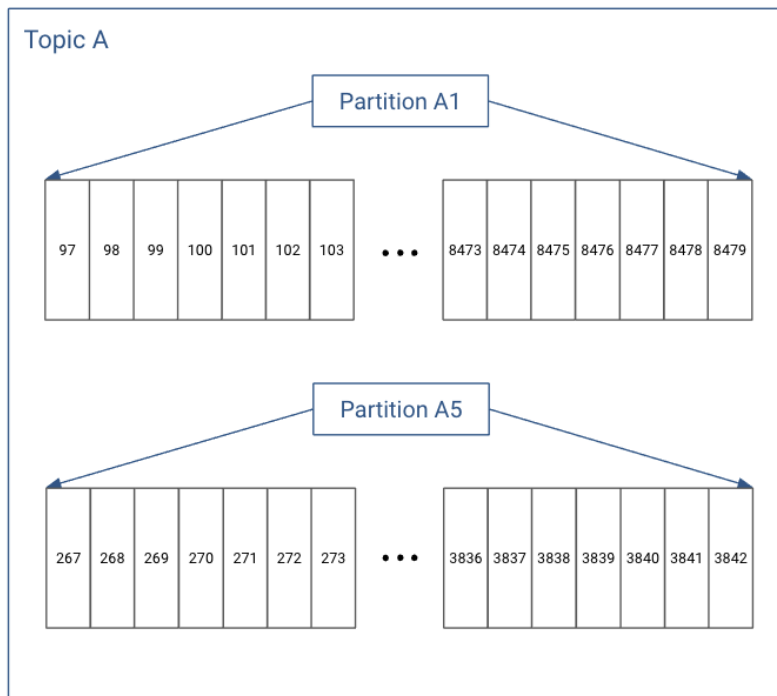 Topic A
Partition A1
97 98 99 100 101 102 103 ••• 8473 8474 8475 8476 8477 8478 8479
Partition A5
267 268 269 270 271 272 273 ••• 3836 3837 3838 3839 3840 3841 3842